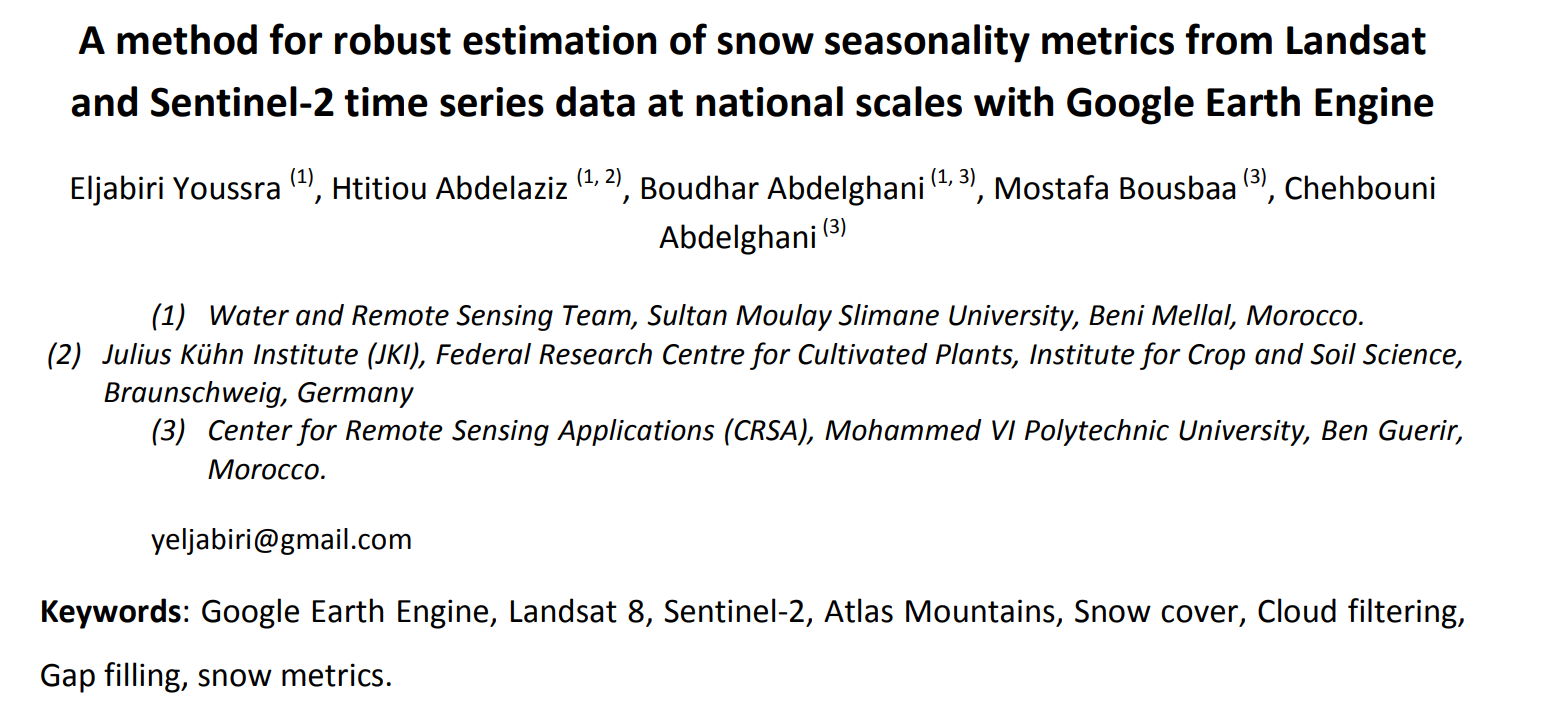 A method for robust estimation of snow seasonality metrics from Landsat
and Sentinel-2 time series data at national scales with Google Earth Engine
Eljabiri Youssra (1), Htitiou Abdelaziz (1, 2), Boudhar Abdelghani (1, 3), Mostafa Bousbaa (3), Chehbouni
Abdelghani (3)
(1) Water and Remote Sensing Team, Sultan Moulay Slimane University, Beni Mellal, Morocco.
(2) Julius Kühn Institute (JKI), Federal Research Centre for Cultivated Plants, Institute for Crop and Soil Science,
Braunschweig, Germany
(3) Center for Remote Sensing Applications (CRSA), Mohammed VI Polytechnic University, Ben Guerir,
Morocco.
yeljabiri@gmail.com
Keywords: Google Earth Engine, Landsat 8, Sentinel-2, Atlas Mountains, Snow cover, Cloud filtering,
Gap filling, snow metrics.